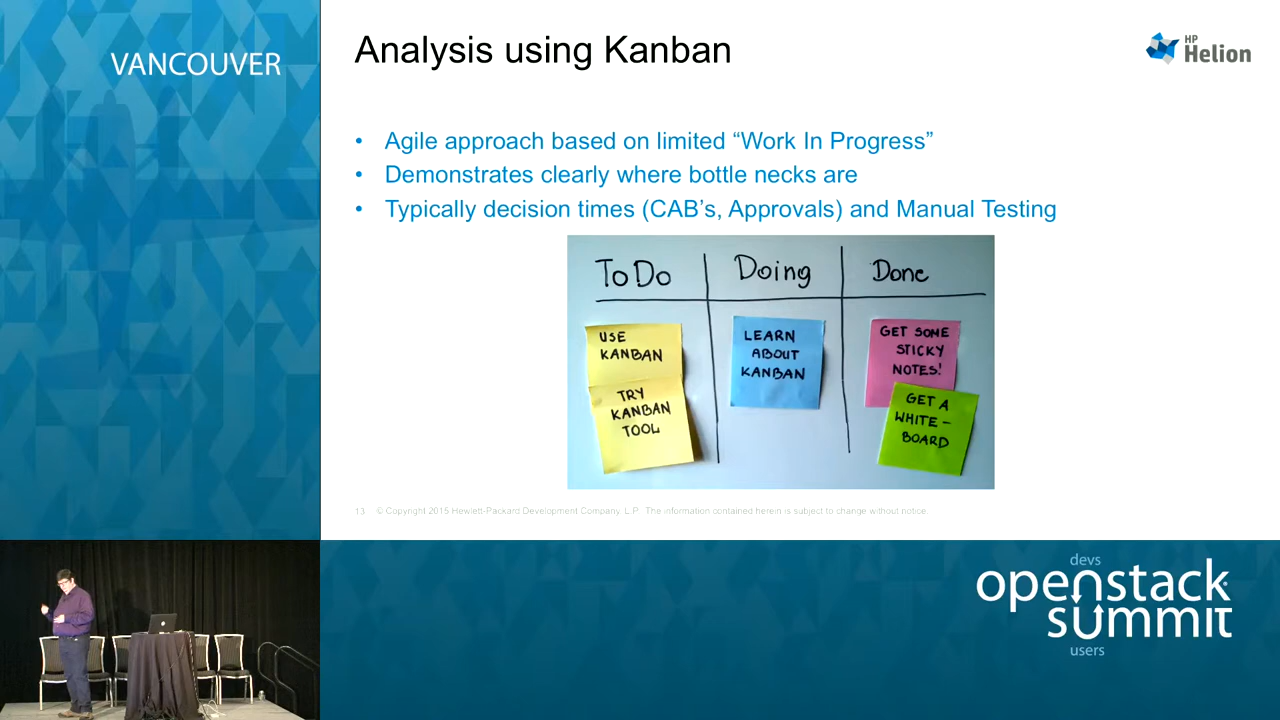 VANCOUVER
Analysis using Kanban
HP
Helion
• Agile approach based on limited “Work In Progress”
• Demonstrates clearly where bottle necks are
• Typically decision times (CAB’s, Approvals) and Manual Testing
To Do
Doing
Done
USE
KANBAN
TRY
KANBAN
TOOL
LEARN
ABOUT
KANBAN
GET SOME
STICKY
NOTES!
GET A
WHITE -
BOARD
13 © Copyright 2015 Hewlett-Packard Development Company, L.P. The information contained herein is subject to change without notice.
devs
openstack
summit
users